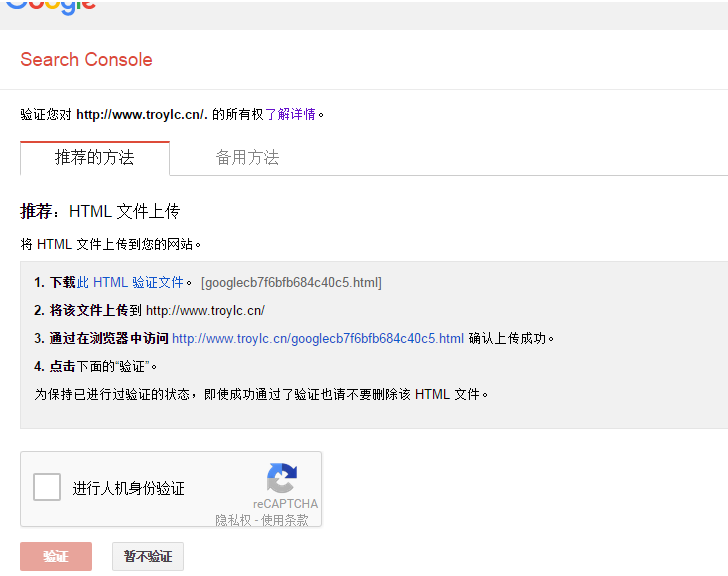 Google
Search Console
验证您对 http://www.troylc.cn/. 的所有权了解详情。
推荐的方法 备用方法
推荐：HTML 文件上传
将 HTML 文件上传到您的网站。
1. 下载此 HTML 验证文件。 [googlecb7f6bfb684c40c5.html]
2. 将该文件上传到 http://www.troylc.cn/
3. 通过在浏览器中访问 http://www.troylc.cn/googlecb7f6bfb684c40c5.html 确认上传成功。
4. 点击下面的“验证”。
为保持已进行过验证的状态，即使成功通过了验证也请不要删除该 HTML 文件。
进行人机身份验证
reCAPTCHA
隐私权 - 使用条款
验证 暂不验证